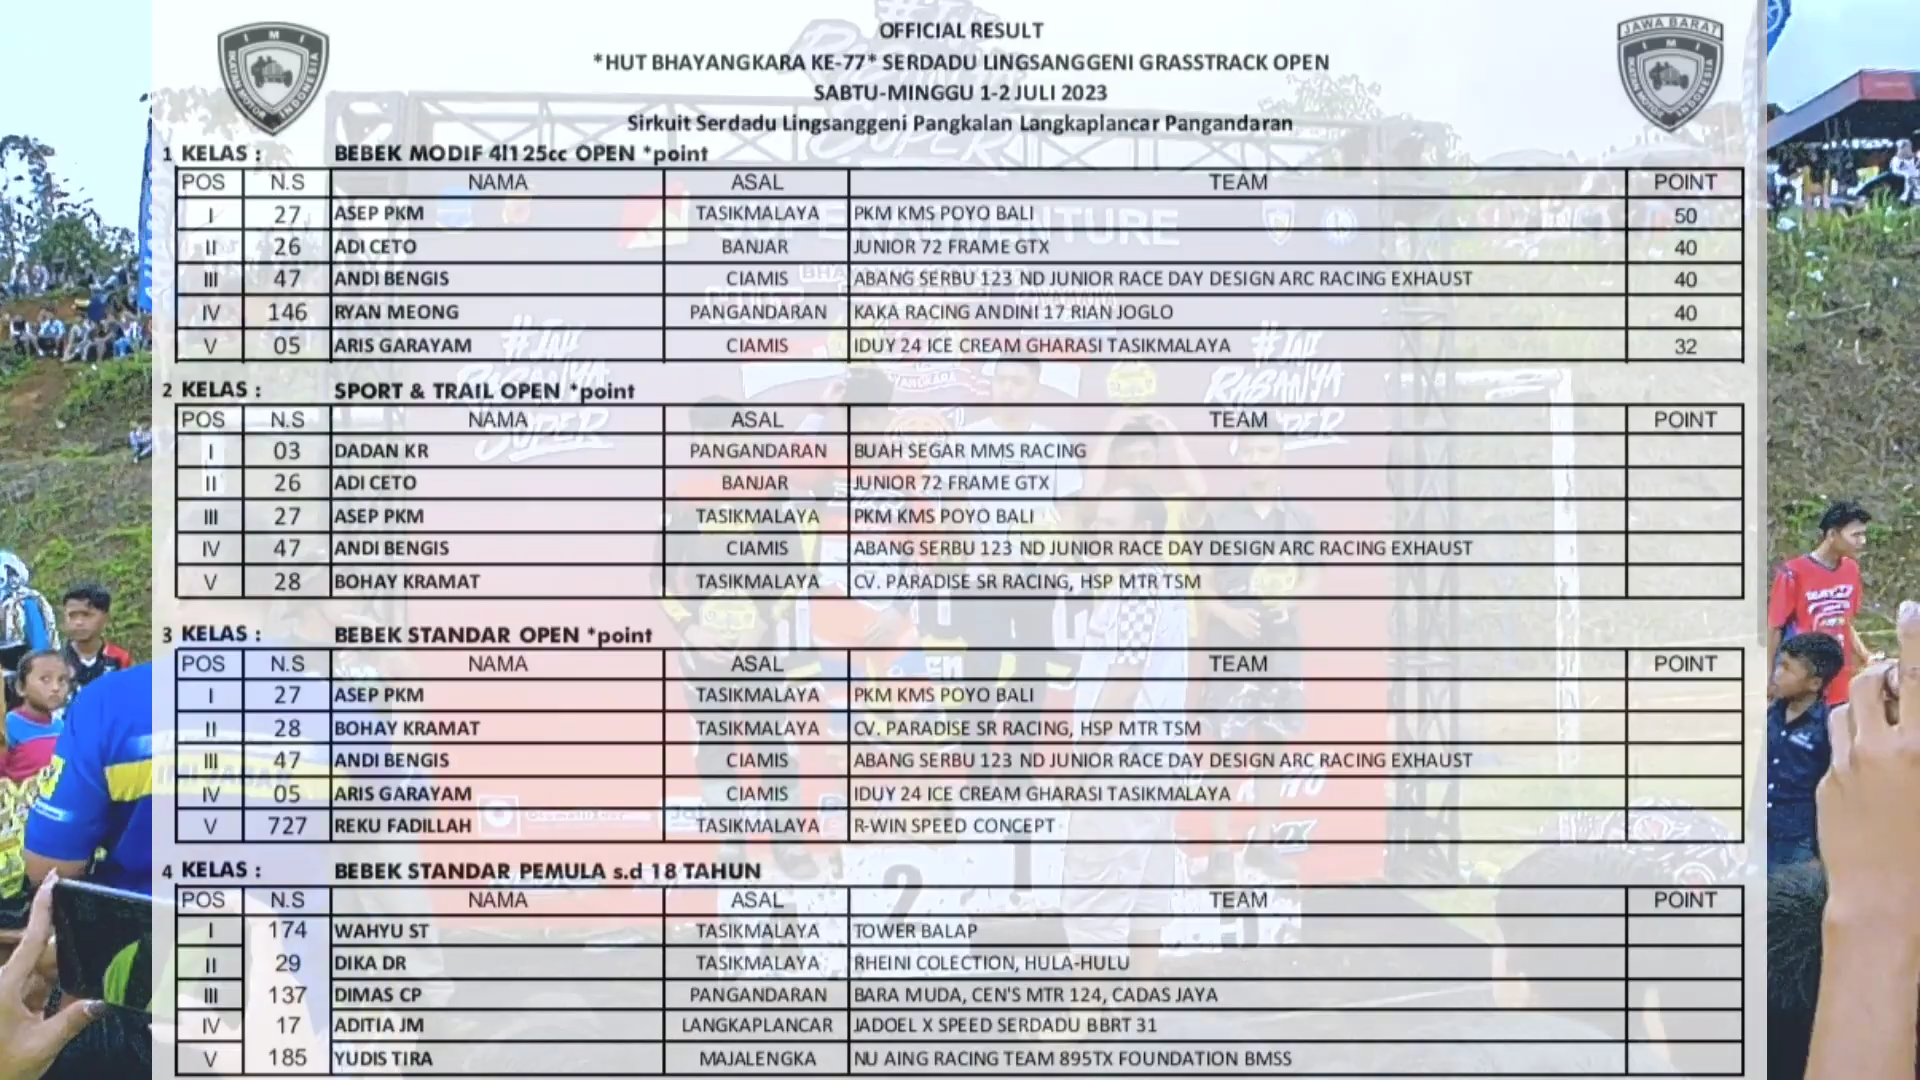 OFFICIAL RESULT
*HUT BHAYANGKARA KE-77* SERDADU LINGSANGGENI GRASSTRACK OPEN
SABTU-MINGGU 1-2 JULI 2023
Sirkuit Serdadu Lingsanggeni Pangkalan Langkaplancar Pangandaran
IMI
IKATAN MOTOR INDONESIA
JAWA BARAT
IMI
IKATAN MOTOR INDONESIA
1 KELAS : BEBEK MODIF 4l125cc OPEN *point
POS N.S NAMA ASAL TEAM POINT
I 27 ASEP PKM TASIKMALAYA PKM KMS POYO BALI 50
II 26 ADI CETO BANJAR JUNIOR 72 FRAME GTX 40
III 47 ANDI BENGIS CIAMIS ABANG SERBU 123 ND JUNIOR RACE DAY DESIGN ARC RACING EXHAUST 40
IV 146 RYAN MEONG PANGANDARAN KAKA RACING ANDINI 17 RIAN JOGLO 40
V 05 ARIS GARAYAM CIAMIS IDUY 24 ICE CREAM GHARASI TASIKMALAYA 32
2 KELAS : SPORT & TRAIL OPEN *point
POS N.S NAMA ASAL TEAM POINT
I 03 DADAN KR PANGANDARAN BUAH SEGAR MMS RACING
II 26 ADI CETO BANJAR JUNIOR 72 FRAME GTX
III 27 ASEP PKM TASIKMALAYA PKM KMS POYO BALI
IV 47 ANDI BENGIS CIAMIS ABANG SERBU 123 ND JUNIOR RACE DAY DESIGN ARC RACING EXHAUST
V 28 BOHAY KRAMAT TASIKMALAYA CV. PARADISE SR RACING, HSP MTR TSM
3 KELAS : BEBEK STANDAR OPEN *point
POS N.S NAMA ASAL TEAM POINT
I 27 ASEP PKM TASIKMALAYA PKM KMS POYO BALI
II 28 BOHAY KRAMAT TASIKMALAYA CV. PARADISE SR RACING, HSP MTR TSM
III 47 ANDI BENGIS CIAMIS ABANG SERBU 123 ND JUNIOR RACE DAY DESIGN ARC RACING EXHAUST
IV 05 ARIS GARAYAM CIAMIS IDUY 24 ICE CREAM GHARASI TASIKMALAYA
V 727 REKU FADILLAH TASIKMALAYA R-WIN SPEED CONCEPT
4 KELAS : BEBEK STANDAR PEMULA s.d 18 TAHUN
POS N.S NAMA ASAL TEAM POINT
I 174 WAHYU ST TASIKMALAYA TOWER BALAP
II 29 DIKA DR TASIKMALAYA RHEINI COLECTION, HULA-HULU
III 137 DIMAS CP PANGANDARAN BARA MUDA, CEN'S MTR 124, CADAS JAYA
IV 17 ADITIA JM LANGKAPLANCAR JADOEL X SPEED SERDADU BBRT 31
V 185 YUDIS TIRA MAJALENGKA NU AING RACING TEAM 895TX FOUNDATION BMSS